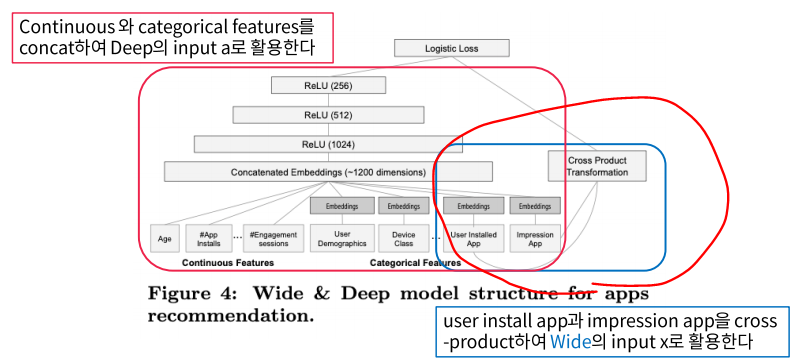 Continuous 와 categorical features를
concat하여 Deep의 input a로 활용한다
Logistic Loss
ReLU (256)
ReLU (512)
ReLU (1024)
Concatenated Embeddings (~1200 dimensions)
Cross Product
Transformation
Embeddings
Embeddings
Embeddings
Embeddings
Age
#App
Installs
...
#Engagement
sessions
User
Demographics
Device
Class
...
User Installed
App
Impression
App
Continuous Features
Categorical Features
Figure 4: Wide & Deep model structure for apps
recommendation.
user install app과 impression app을 cross
-product하여 Wide의 input x로 활용한다